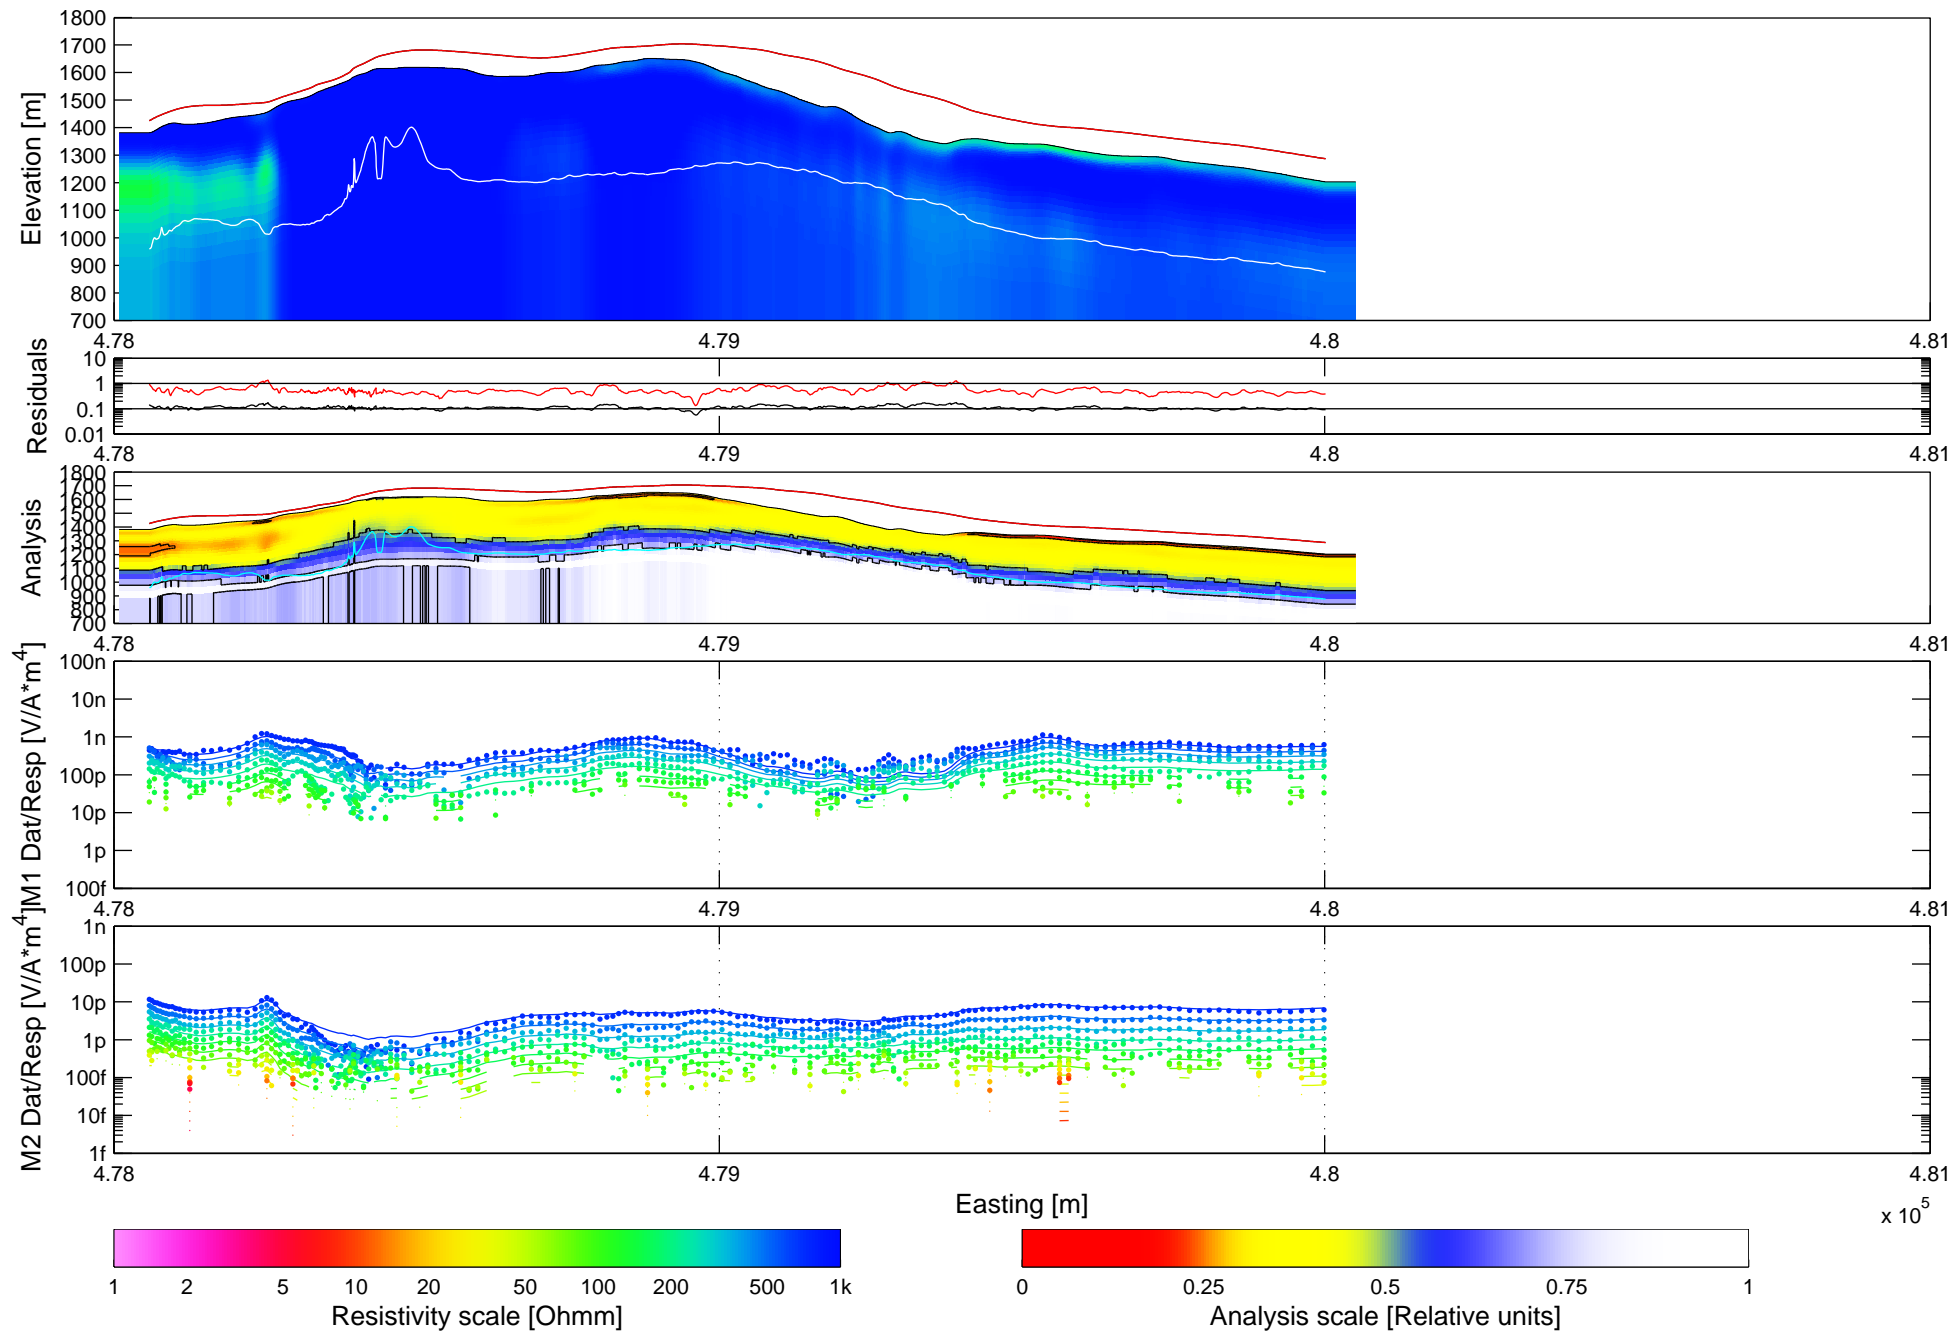 Elevation [m]
1800
1700
1600
1500
1400
1300
1200
1100
1000
900
800
700
4.78 4.79 4.8 4.81
Residuals
10
1
0.1
0.01
4.78 4.79 4.8 4.81
Analysis
1800
1700
1600
1500
1400
1300
1200
1100
1000
900
800
700
4.78 4.79 4.8 4.81
M1 Dat/Resp [V/A*m^4]
100n
10n
1n
100p
10p
1p
100f
4.78 4.79 4.8 4.81
M2 Dat/Resp [V/A*m^4]
1n
100p
10p
1p
100f
10f
1f
4.78 4.79 4.8 4.81
Easting [m]
x 10^5
1 2 5 10 20 50 100 200 500 1k
Resistivity scale [Ohmm]
0 0.25 0.5 0.75 1
Analysis scale [Relative units]